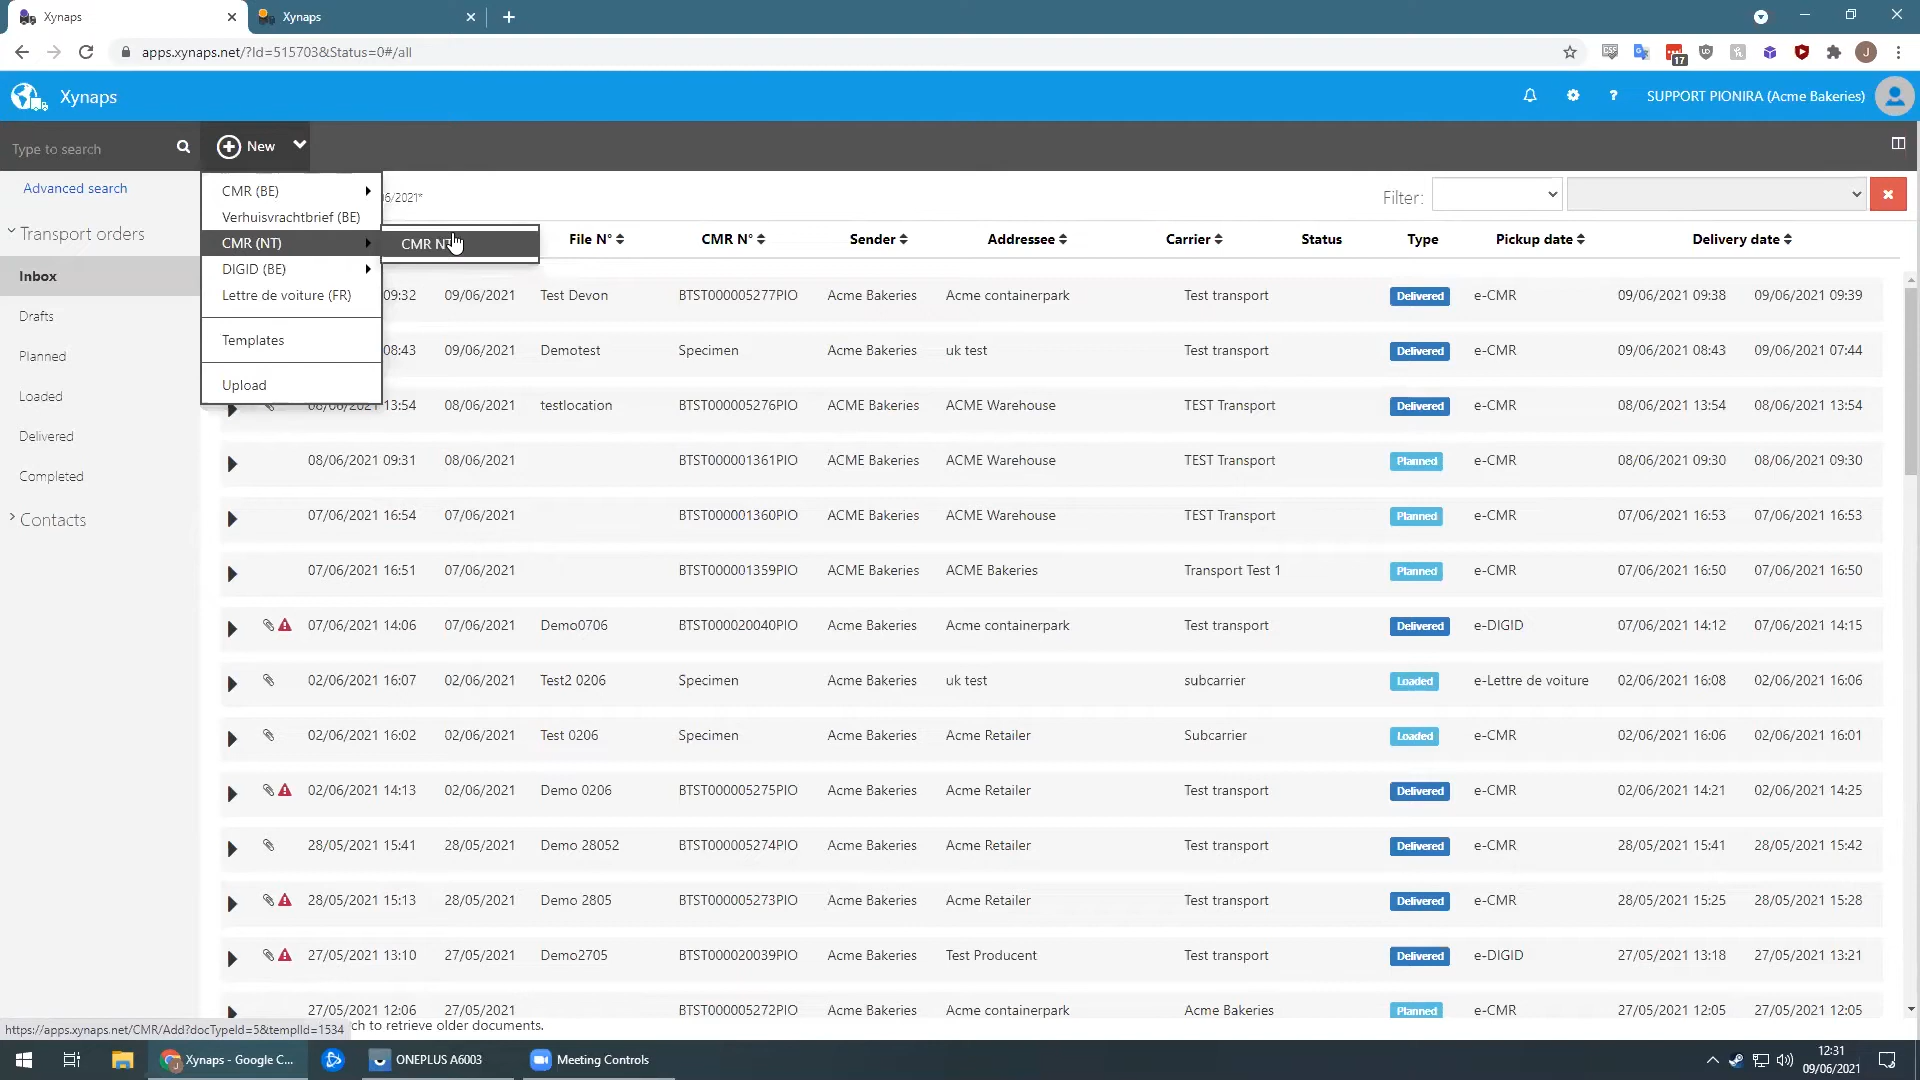 Xynaps
Xynaps
apps.xynaps.net/?Id=515703&Status=0#/all
17
J
Xynaps
SUPPORT PIONIRA (Acme Bakeries)
Type to search
New
Advanced search
CMR (BE)
Verhuisvrachtbrief (BE)
CMR (NT)
DIGID (BE)
Lettre de voiture (FR)
Templates
Upload
CMR NT
6/2021*
Filter:
Transport orders
Inbox
Drafts
Planned
Loaded
Delivered
Completed
Contacts
File N° CMR N° Sender Addressee Carrier Status Type Pickup date Delivery date
09:32 09/06/2021 Test Devon BTST000005277PIO Acme Bakeries Acme containerpark Test transport Delivered e-CMR 09/06/2021 09:38 09/06/2021 09:39
08:43 09/06/2021 Demotest Specimen Acme Bakeries uk test Test transport Delivered e-CMR 09/06/2021 08:43 09/06/2021 07:44
08/06/2021 13:54 08/06/2021 testlocation BTST000005276PIO ACME Bakeries ACME Warehouse TEST Transport Delivered e-CMR 08/06/2021 13:54 08/06/2021 13:54
08/06/2021 09:31 08/06/2021 BTST000001361PIO ACME Bakeries ACME Warehouse TEST Transport Planned e-CMR 08/06/2021 09:30 08/06/2021 09:30
07/06/2021 16:54 07/06/2021 BTST000001360PIO ACME Bakeries ACME Warehouse TEST Transport Planned e-CMR 07/06/2021 16:53 07/06/2021 16:53
07/06/2021 16:51 07/06/2021 BTST000001359PIO ACME Bakeries ACME Bakeries Transport Test 1 Planned e-CMR 07/06/2021 16:50 07/06/2021 16:50
07/06/2021 14:06 07/06/2021 Demo0706 BTST000020040PIO Acme Bakeries Acme containerpark Test transport Delivered e-DIGID 07/06/2021 14:12 07/06/2021 14:15
02/06/2021 16:07 02/06/2021 Test2 0206 Specimen Acme Bakeries uk test subcarrier Loaded e-Lettre de voiture 02/06/2021 16:08 02/06/2021 16:06
02/06/2021 16:02 02/06/2021 Test 0206 Specimen Acme Bakeries Acme Retailer Subcarrier Loaded e-CMR 02/06/2021 16:06 02/06/2021 16:01
02/06/2021 14:13 02/06/2021 Demo 0206 BTST000005275PIO Acme Bakeries Acme Retailer Test transport Delivered e-CMR 02/06/2021 14:21 02/06/2021 14:25
28/05/2021 15:41 28/05/2021 Demo 28052 BTST000005274PIO Acme Bakeries Acme Retailer Test transport Delivered e-CMR 28/05/2021 15:41 28/05/2021 15:42
28/05/2021 15:13 28/05/2021 Demo 2805 BTST000005273PIO Acme Bakeries Acme Retailer Test transport Delivered e-CMR 28/05/2021 15:25 28/05/2021 15:28
27/05/2021 13:10 27/05/2021 Demo2705 BTST000020039PIO Acme Bakeries Test Producent Test transport Delivered e-DIGID 27/05/2021 13:18 27/05/2021 13:21
27/05/2021 12:06 27/05/2021 BTST000005272PIO Acme Bakeries Acme containerpark Acme Bakeries Planned e-CMR 27/05/2021 12:05 27/05/2021 12:05
https://apps.xynaps.net/CMR/Add?docTypeId=5&templId=1534 ch to retrieve older documents.
Xynaps - Google C...
ONEPLUS A6003
Meeting Controls
12:31
09/06/2021